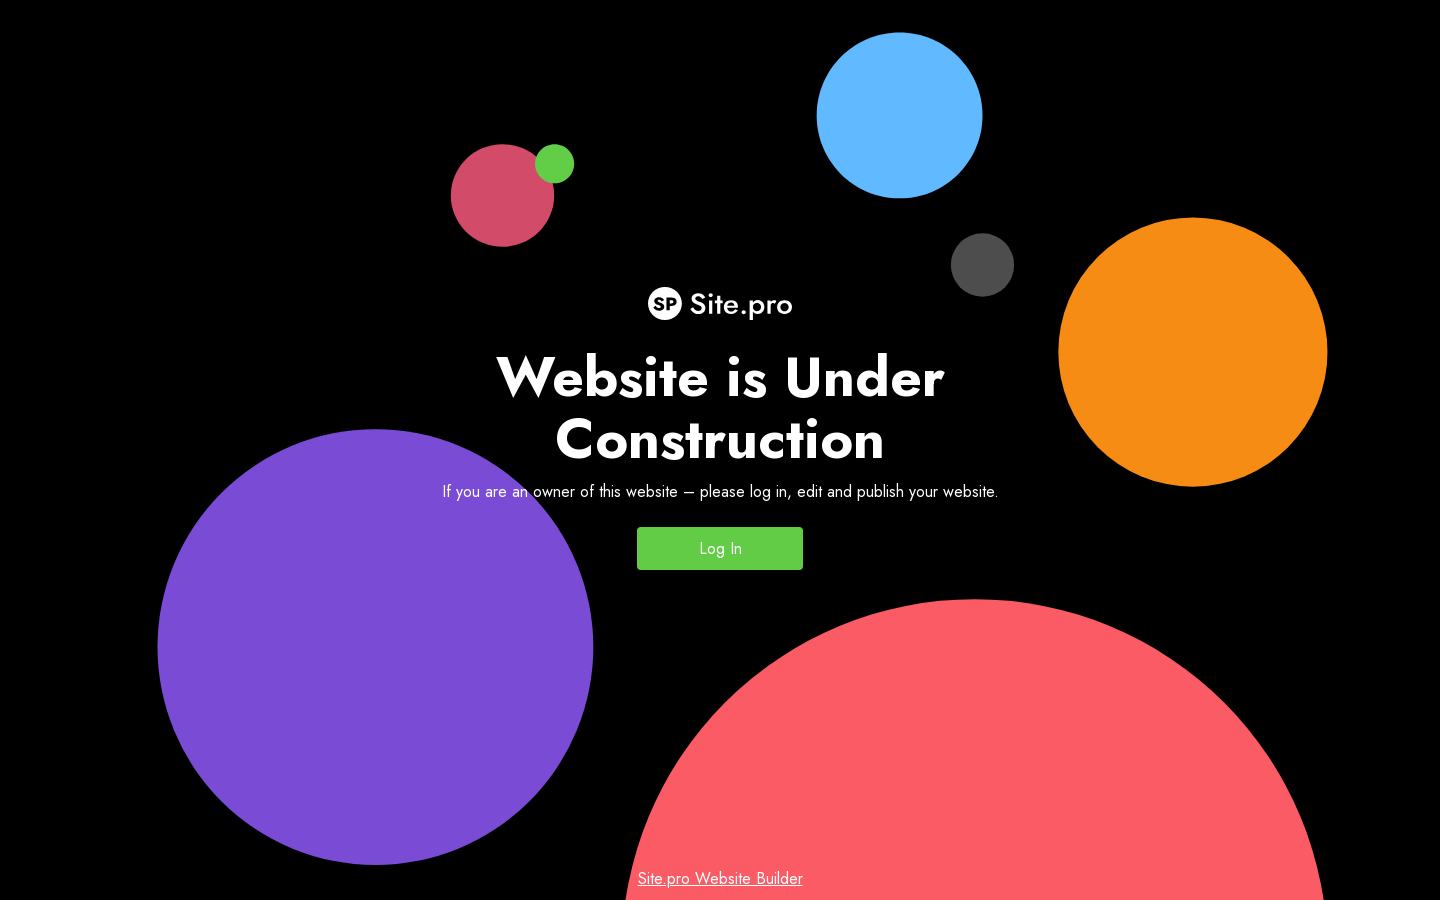 SP Site.pro
Website is Under
Construction
If you are an owner of this website – please log in, edit and publish your website.
Log In
Site.pro Website Builder